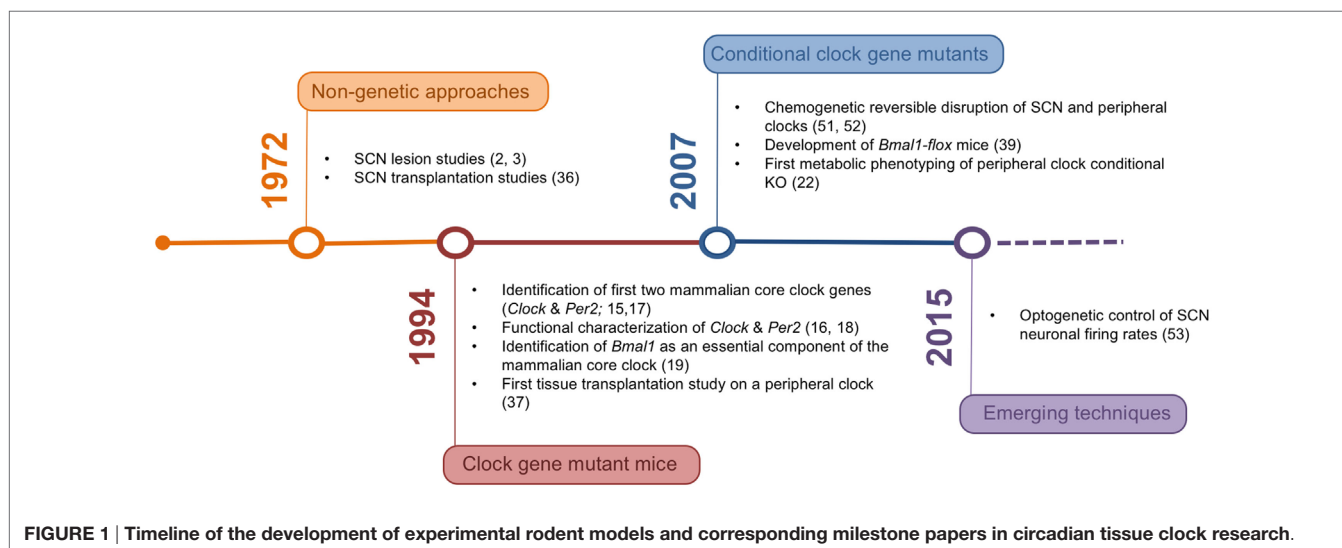 Non-genetic approaches
1972
• SCN lesion studies (2, 3)
• SCN transplantation studies (36)
1994
• Identification of first two mammalian core clock genes
(Clock & Per2; 15,17)
• Functional characterization of Clock & Per2 (16, 18)
• Identification of Bmal1 as an essential component of the
mammalian core clock (19)
• First tissue transplantation study on a peripheral clock
(37)
Clock gene mutant mice
Conditional clock gene mutants
2007
• Chemogenetic reversible disruption of SCN and peripheral
clocks (51, 52)
• Development of Bmal1-flox mice (39)
• First metabolic phenotyping of peripheral clock conditional
KO (22)
2015
• Optogenetic control of SCN
neuronal firing rates (53)
Emerging techniques
FIGURE 1 | Timeline of the development of experimental rodent models and corresponding milestone papers in circadian tissue clock research.